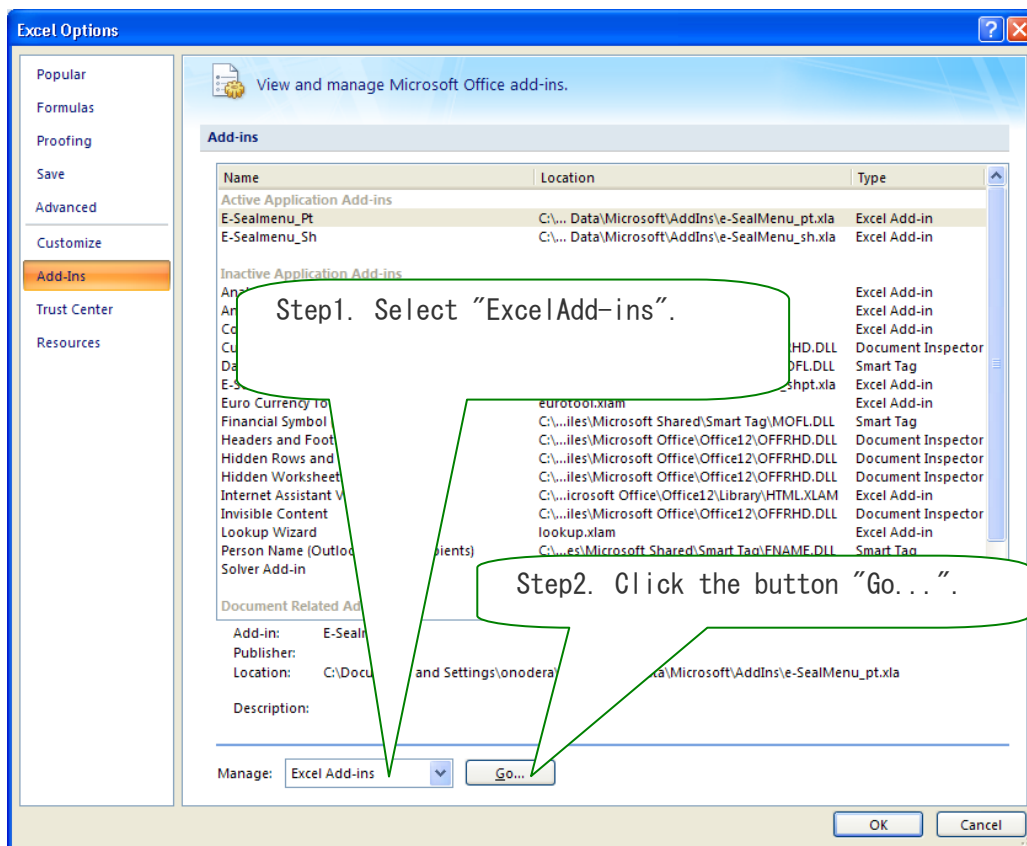 Excel Options
Popular
Formulas
Proofing
Save
Advanced
Customize
Add-Ins
Trust Center
Resources
View and manage Microsoft Office add-ins.
Add-ins
Name Location Type
Active Application Add-ins
E-Sealmenu_Pt C:\... Data\Microsoft\AddIns\e-SealMenu_pt.xla Excel Add-in
E-Sealmenu_Sh C:\... Data\Microsoft\AddIns\e-SealMenu_sh.xla Excel Add-in
Inactive Application Add-ins
Excel Add-in
Step1. Select "ExcelAdd-ins".
Excel Add-in
Excel Add-in
HD.DLL Document Inspector
OFL.DLL Smart Tag
_shpt.xla Excel Add-in
Euro Currency To eurotool.xlam Excel Add-in
Financial Symbol C:\...iles\Microsoft Shared\Smart Tag\MOFL.DLL Smart Tag
Headers and Foot C:\...iles\Microsoft Office\Office12\OFFRHD.DLL Document Inspector
Hidden Rows and C:\...iles\Microsoft Office\Office12\OFFRHD.DLL Document Inspector
Hidden Worksheet C:\...iles\Microsoft Office\Office12\OFFRHD.DLL Document Inspector
Internet Assistant V C:\...icrosoft Office\Office12\Library\HTML.XLAM Excel Add-in
Invisible Content C:\...iles\Microsoft Office\Office12\OFFRHD.DLL Document Inspector
Lookup Wizard lookup.xlam Excel Add-in
Person Name (Outloo pients) C:\...es\Microsoft Shared\Smart Tag\FNAME.DLL Smart Tag
Solver Add-in
Step2. Click the button "Go...".
Document Related Ad
Add-in: E-Sealm
Publisher:
Location: C:\Docu and Settings\onodera\ ta\Microsoft\AddIns\e-SealMenu_pt.xla
Description:
Manage: Excel Add-ins Go...
OK Cancel